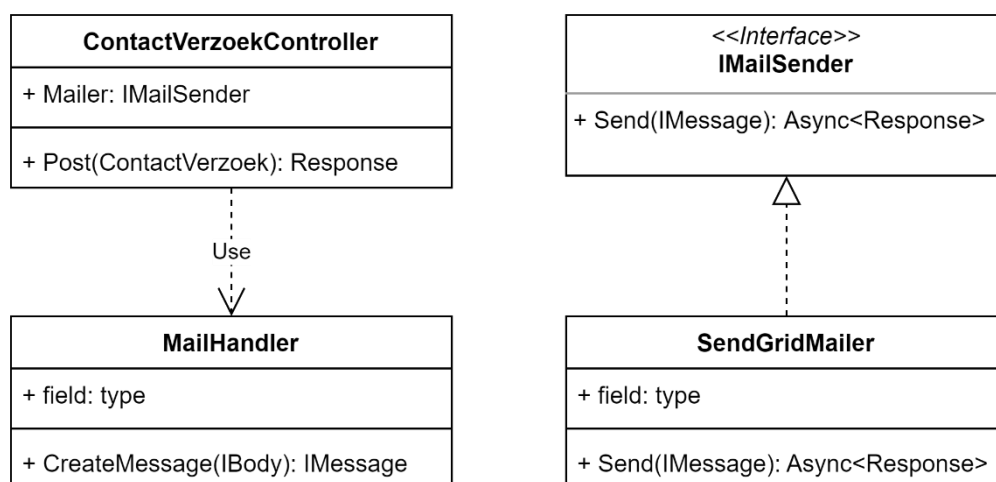 ContactVerzoekController
+ Mailer: IMailSender
+ Post(ContactVerzoek): Response
Use
MailHandler
+ field: type
+ CreateMessage(IBody): IMessage
<<Interface>>
IMailSender
+ Send(IMessage): Async<Response>
SendGridMailer
+ field: type
+ Send(IMessage): Async<Response>